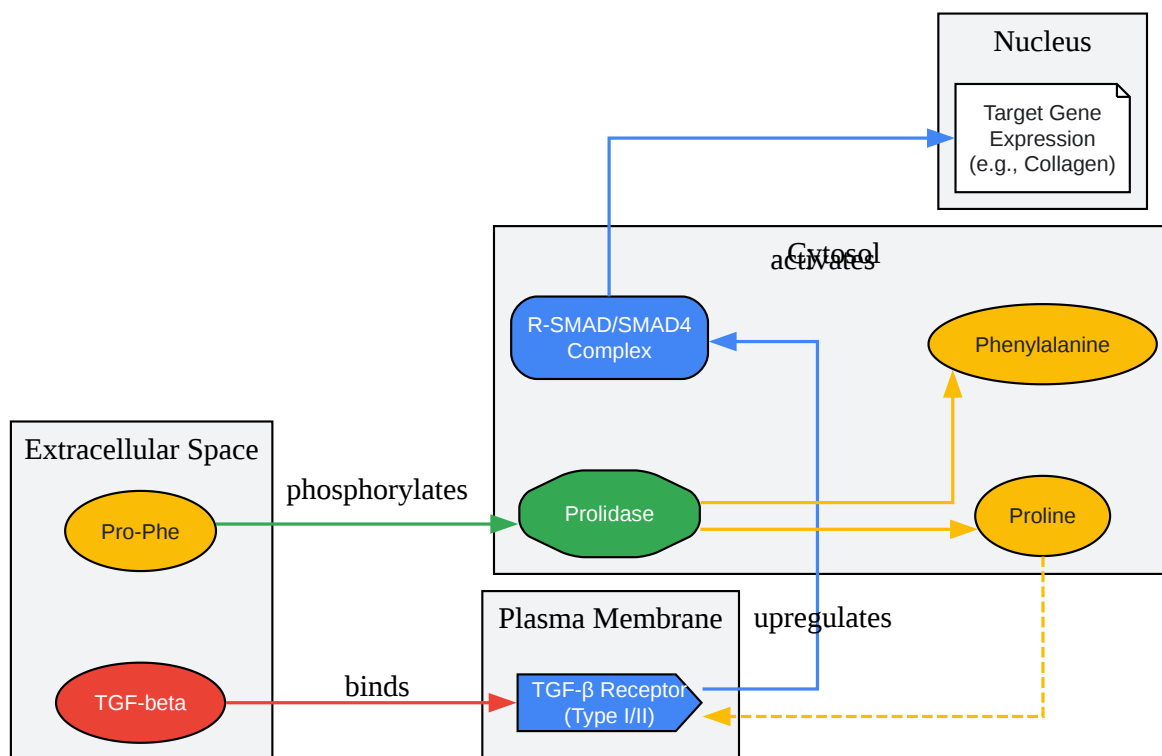 Nucleus
Target Gene
Expression
(e.g., Collagen)
Cytosol
activates
R-SMAD/SMAD4
Complex
Phenylalanine
Extracellular Space
phosphorylates
Pro-Phe
Prolidase
Proline
Plasma Membrane
upregulates
TGF-beta
binds
TGF-β Receptor
(Type I/II)